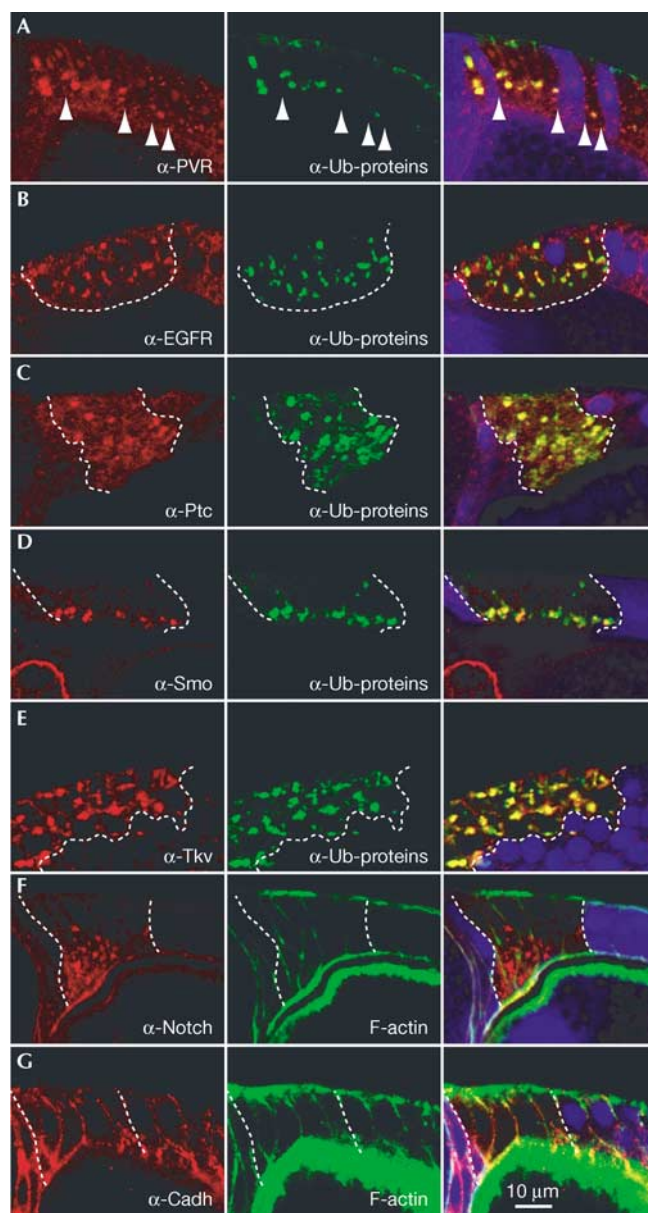 A
α-PVR
α-Ub-proteins
B
α-EGFR
α-Ub-proteins
C
α-Ptc
α-Ub-proteins
D
α-Smo
α-Ub-proteins
E
α-Tkv
α-Ub-proteins
F
α-Notch
F-actin
G
α-Cadh
F-actin
10 μm